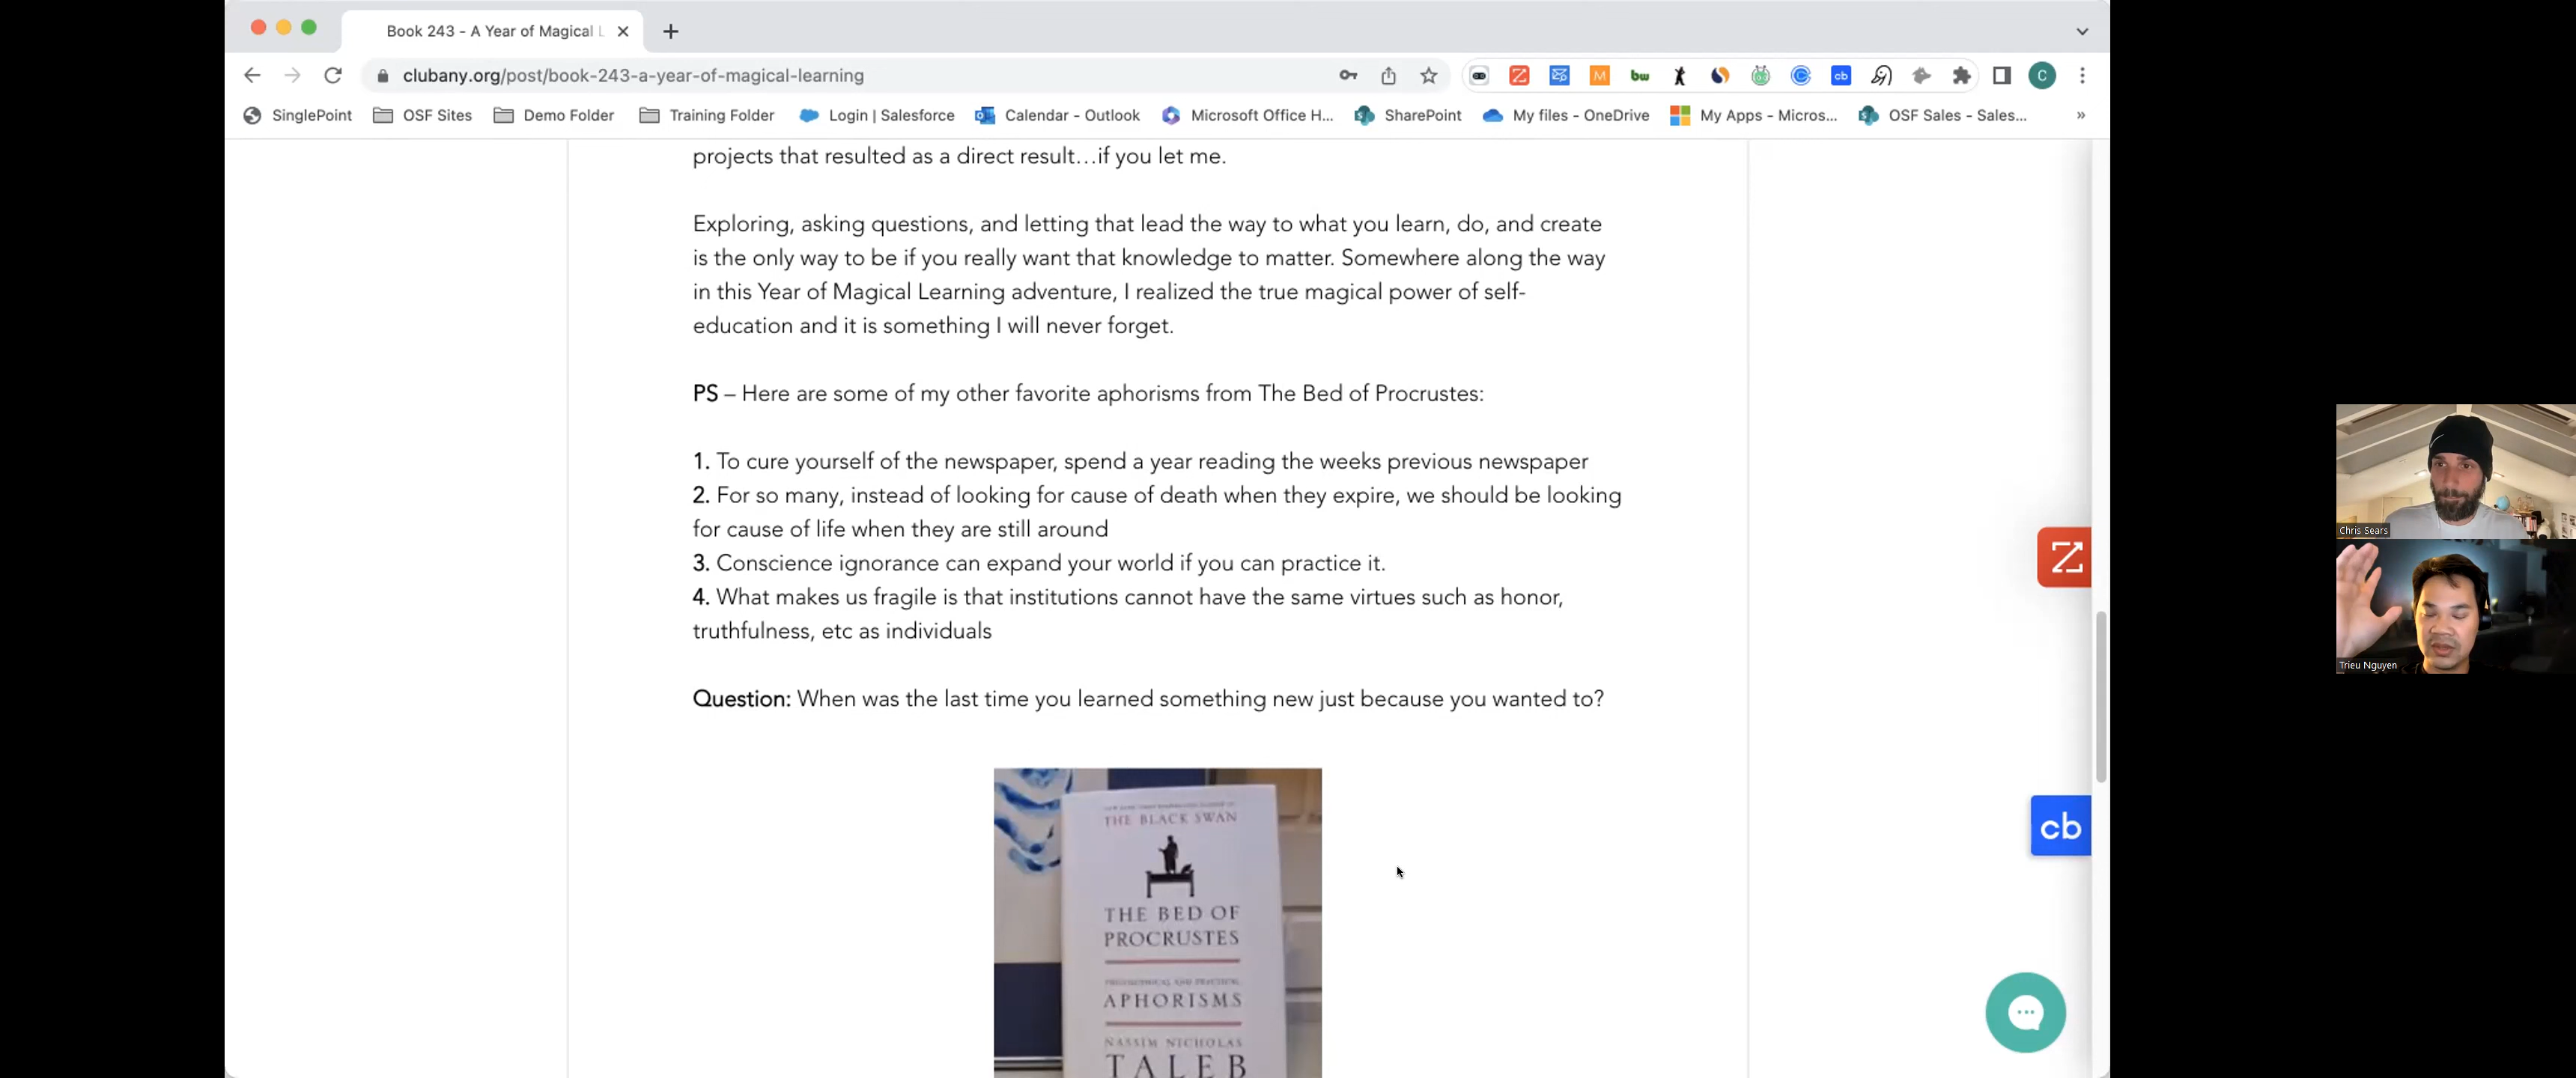 Book 243 - A Year of Magical L
clubany.org/post/book-243-a-year-of-magical-learning
M
bw
cb
C
SinglePoint
OSF Sites
Demo Folder
Training Folder
Login | Salesforce
Calendar - Outlook
Microsoft Office H...
SharePoint
My files - OneDrive
My Apps - Micros...
OSF Sales - Sales...
»
projects that resulted as a direct result...if you let me.
Exploring, asking questions, and letting that lead the way to what you learn, do, and create
is the only way to be if you really want that knowledge to matter. Somewhere along the way
in this Year of Magical Learning adventure, I realized the true magical power of self-
education and it is something I will never forget.
PS – Here are some of my other favorite aphorisms from The Bed of Procrustes:
1. To cure yourself of the newspaper, spend a year reading the weeks previous newspaper
2. For so many, instead of looking for cause of death when they expire, we should be looking
for cause of life when they are still around
3. Conscience ignorance can expand your world if you can practice it.
4. What makes us fragile is that institutions cannot have the same virtues such as honor,
truthfulness, etc as individuals
Question: When was the last time you learned something new just because you wanted to?
THE BLACK SWAN
THE BED OF
PROCRUSTES
PHILOSOPHICAL AND PRACTICAL
APHORISMS
NASSIM NICHOLAS
TALEB
cb
Chris Sears
Trieu Nguyen